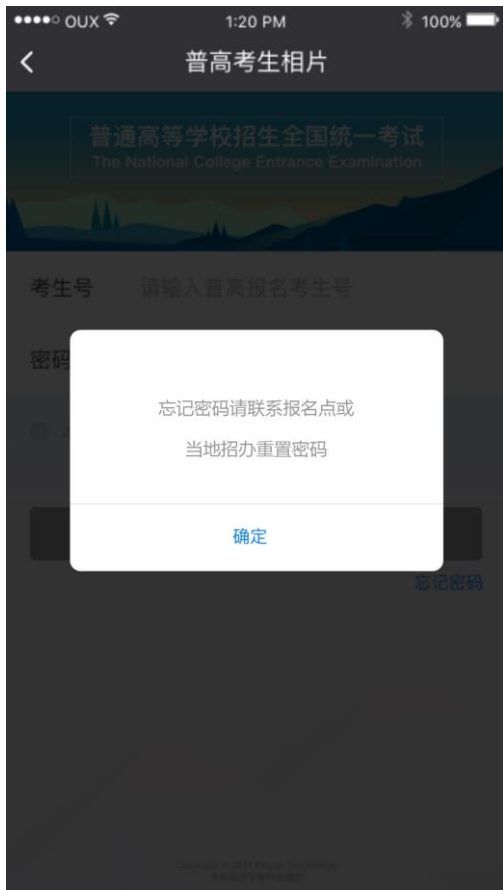 OUX
1:20 PM
100%
普高考生相片
普通高等学校招生全国统一考试
The National College Entrance Examination
考生号
请输入普高报名考生号
密码
忘记密码请联系报名点或
当地招办重置密码
确定
忘记密码